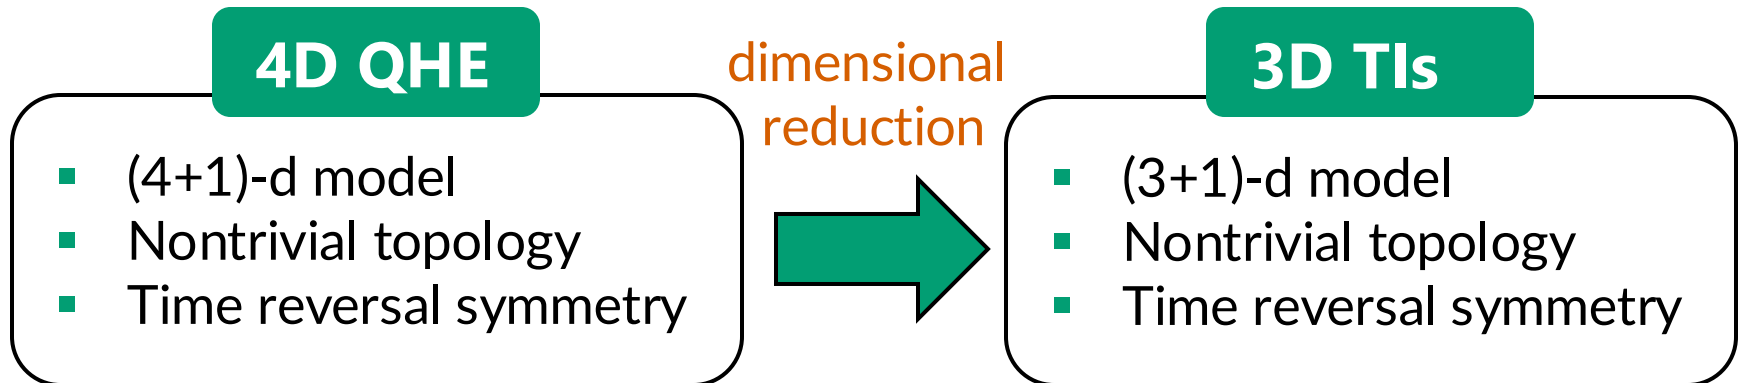 4D QHE
(4+1)-d model
Nontrivial topology
Time reversal symmetry
dimensional
reduction
3D TIs
(3+1)-d model
Nontrivial topology
Time reversal symmetry